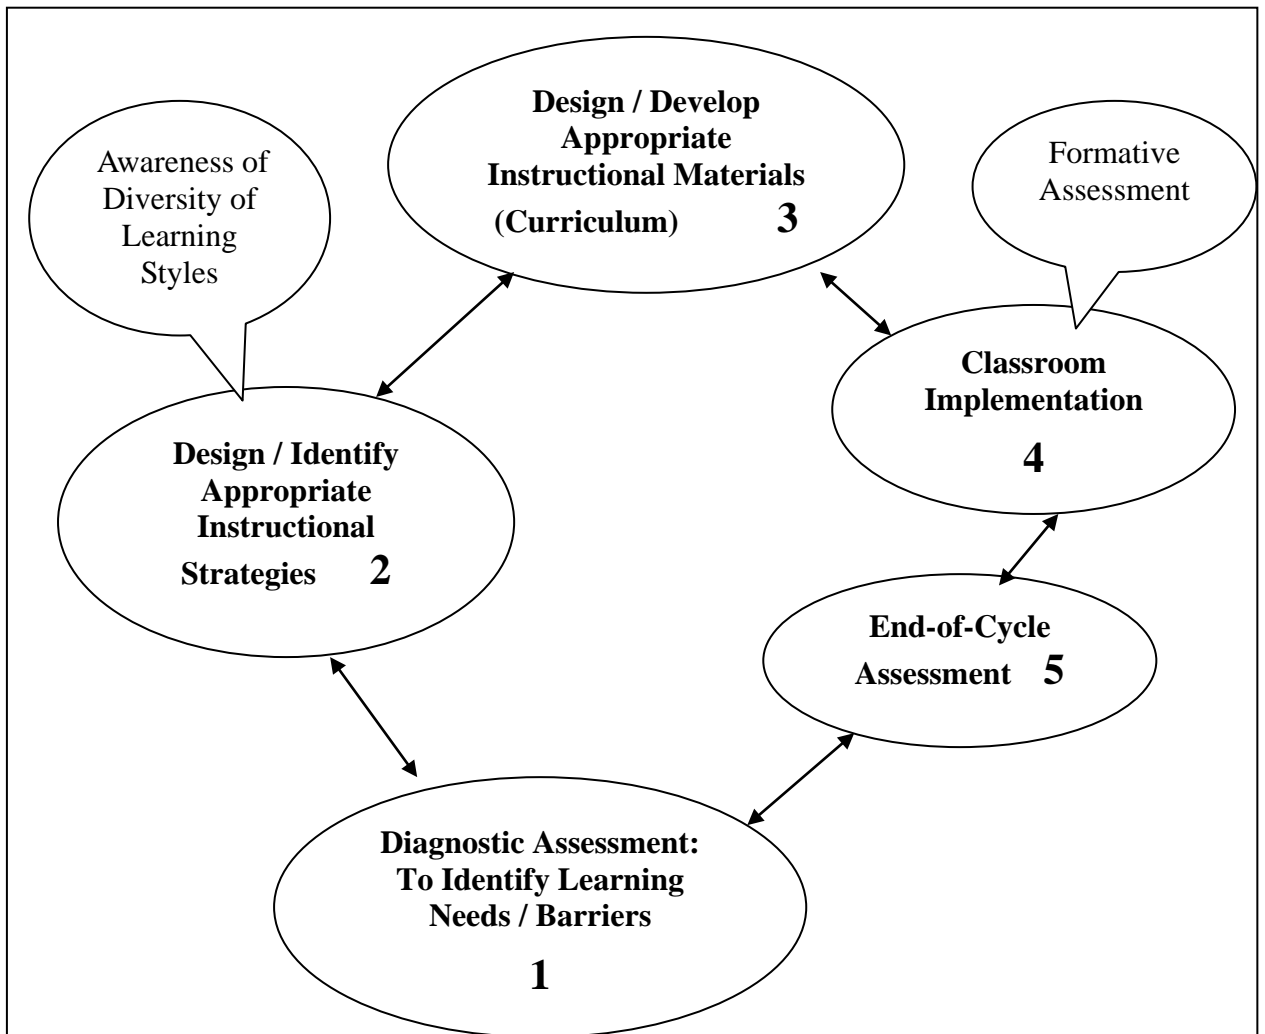 Design / Develop
Appropriate
Instructional Materials
(Curriculum) 3
Awareness of
Diversity of
Learning
Styles
Formative
Assessment
Classroom
Implementation
4
Design / Identify
Appropriate
Instructional
Strategies 2
End-of-Cycle
Assessment 5
Diagnostic Assessment:
To Identify Learning
Needs / Barriers
1